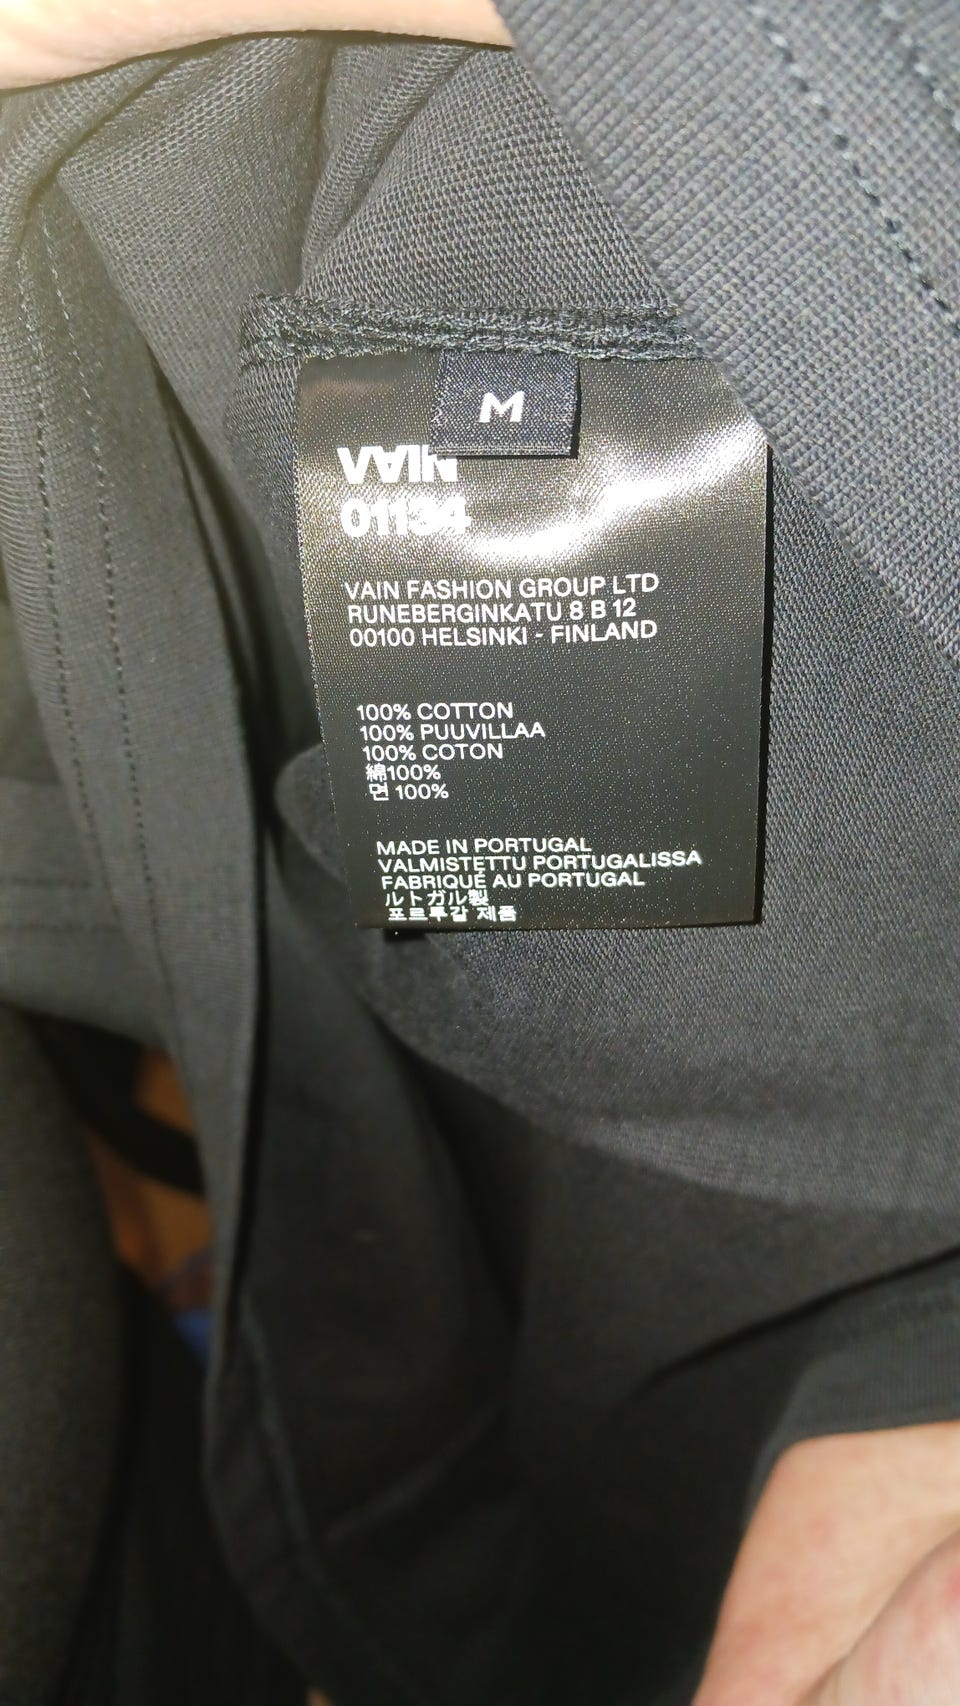 M
VAIN
01134
VAIN FASHION GROUP LTD
RUNEBERGINKATU 8 B 12
00100 HELSINKI - FINLAND
100% COTTON
100% PUUVILLAA
100% COTON
綿100%
면 100%
MADE IN PORTUGAL
VALMISTETTU PORTUGALISSA
FABRIQUÉ AU PORTUGAL
ルトガル製
포르투갈 제품